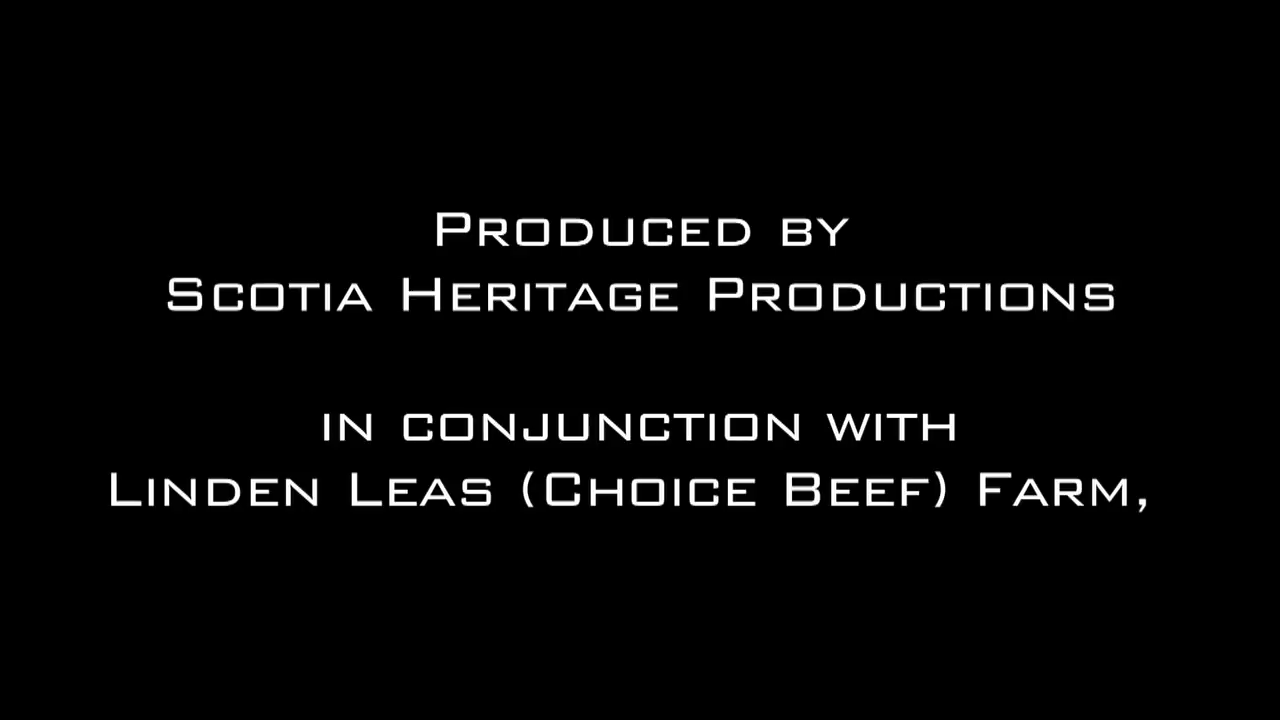 Produced by
Scotia Heritage Productions
in conjunction with
Linden Leas (Choice Beef) Farm,